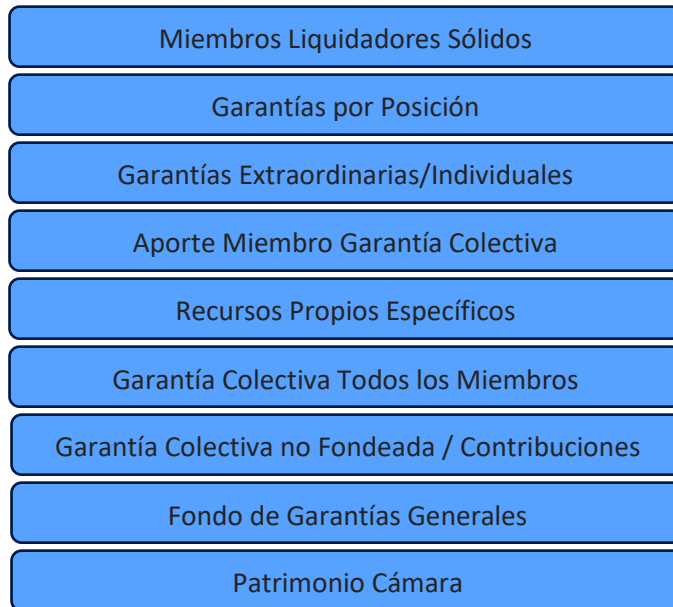 Miembros Liquidadores Sólidos
Garantías por Posición
Garantías Extraordinarias/Individuales
Aporte Miembro Garantía Colectiva
Recursos Propios Específicos
Garantía Colectiva Todos los Miembros
Garantía Colectiva no Fondeada / Contribuciones
Fondo de Garantías Generales
Patrimonio Cámara